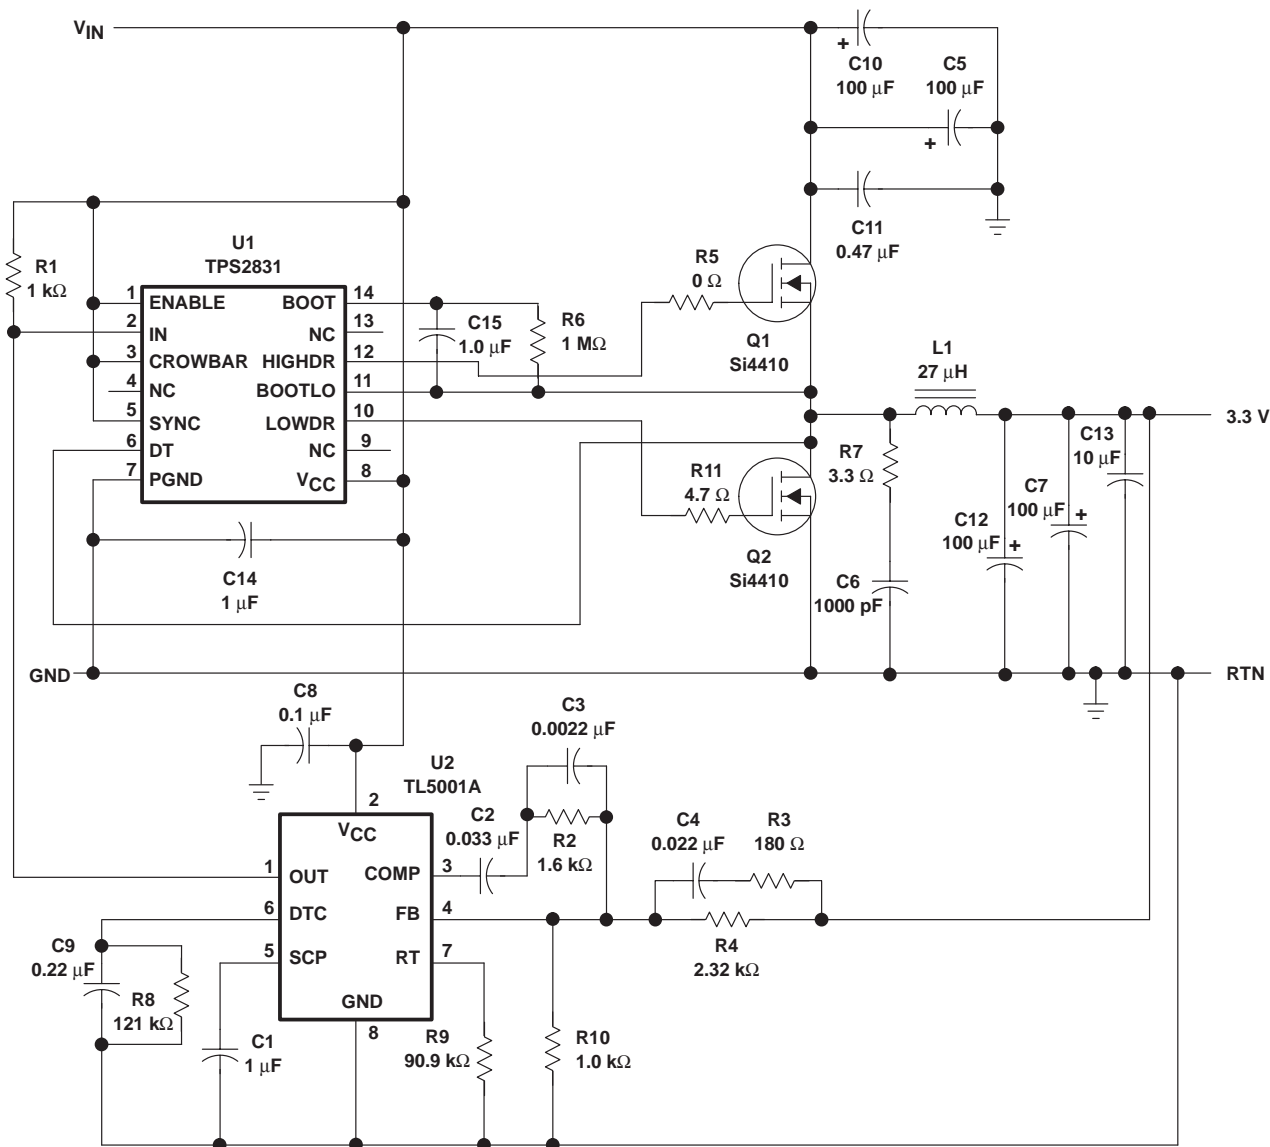 VIN
+
C10
100 μF
C5
100 μF
+
C11
0.47 μF
R1
1 kΩ
U1
TPS2831
1 ENABLE
2 IN
3 CROWBAR
4 NC
5 SYNC
6 DT
7 PGND
BOOT 14
NC 13
HIGHDR 12
BOOTLO 11
LOWDR 10
NC 9
VCC 8
C15
1.0 μF
R6
1 MΩ
R5
0 Ω
Q1
Si4410
L1
27 μH
3.3 V
R7
3.3 Ω
C13
10 μF
C7
100 μF
+
C12
100 μF
+
R11
4.7 Ω
Q2
Si4410
C6
1000 pF
C14
1 μF
GND
RTN
C8
0.1 μF
C3
0.0022 μF
U2
TL5001A
2
VCC
1 OUT
6 DTC
5 SCP
COMP 3
FB 4
RT 7
GND
8
C2
0.033 μF
R2
1.6 kΩ
C4
0.022 μF
R3
180 Ω
R4
2.32 kΩ
C9
0.22 μF
R8
121 kΩ
C1
1 μF
R9
90.9 kΩ
R10
1.0 kΩ